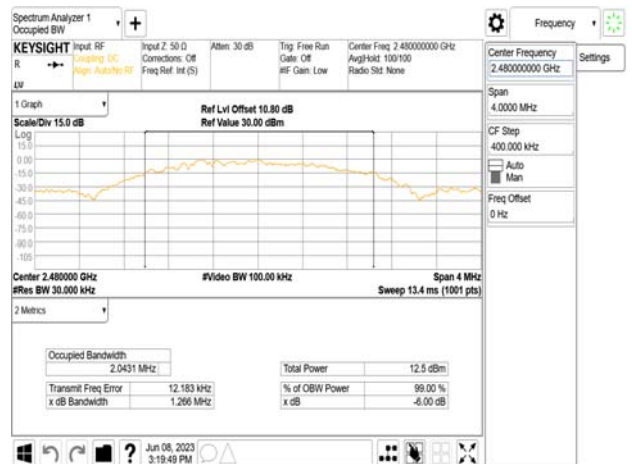 Spectrum Analyzer 1
Occupied BW
Frequency
KEYSIGHT
R
Input: RF
Coupling: DC
Align: Auto/No RF
Input Z: 50 Ω
Corrections: Off
Freq Ref: Int (S)
Atten: 30 dB
Trig: Free Run
Gate: Off
#IF Gain: Low
Center Freq: 2.480000000 GHz
Avg|Hold: 100/100
Radio Std: None
Center Frequency
2.480000000 GHz
Settings
Span
4.0000 MHz
CF Step
400.000 kHz
Auto
Man
Freq Offset
0 Hz
1 Graph
Scale/Div 15.0 dB
Ref Lvl Offset 10.80 dB
Ref Value 30.00 dBm
Log
15.0
0.00
-15.0
-30.0
-45.0
-60.0
-75.0
-90.0
-105
Center 2.480000 GHz
#Res BW 30.000 kHz
#Video BW 100.00 kHz
Span 4 MHz
Sweep 13.4 ms (1001 pts)
2 Metrics
Occupied Bandwidth
2.0431 MHz
Total Power 12.5 dBm
Transmit Freq Error 12.183 kHz
% of OBW Power 99.00 %
x dB Bandwidth 1.266 MHz
x dB -6.00 dB
?
Jun 08, 2023
3:19:49 PM